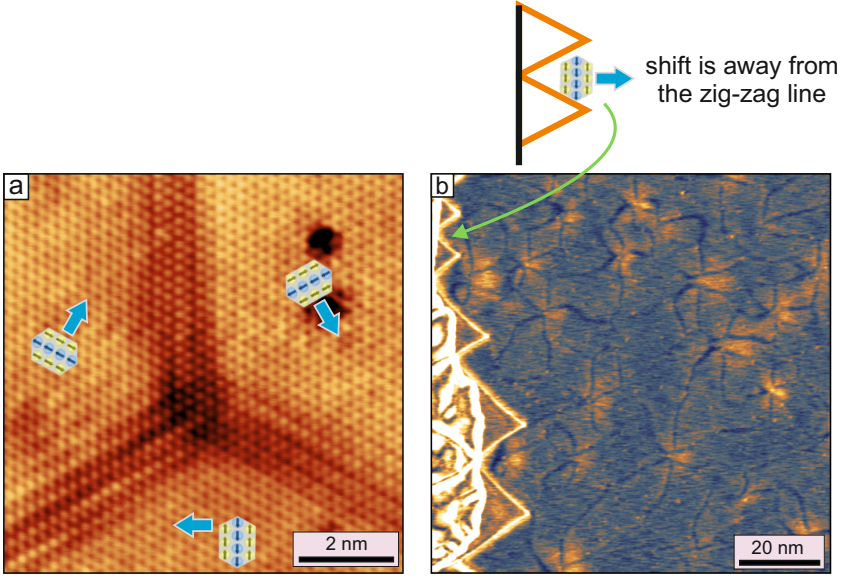 shift is away from
the zig-zag line
a
b
2 nm
20 nm